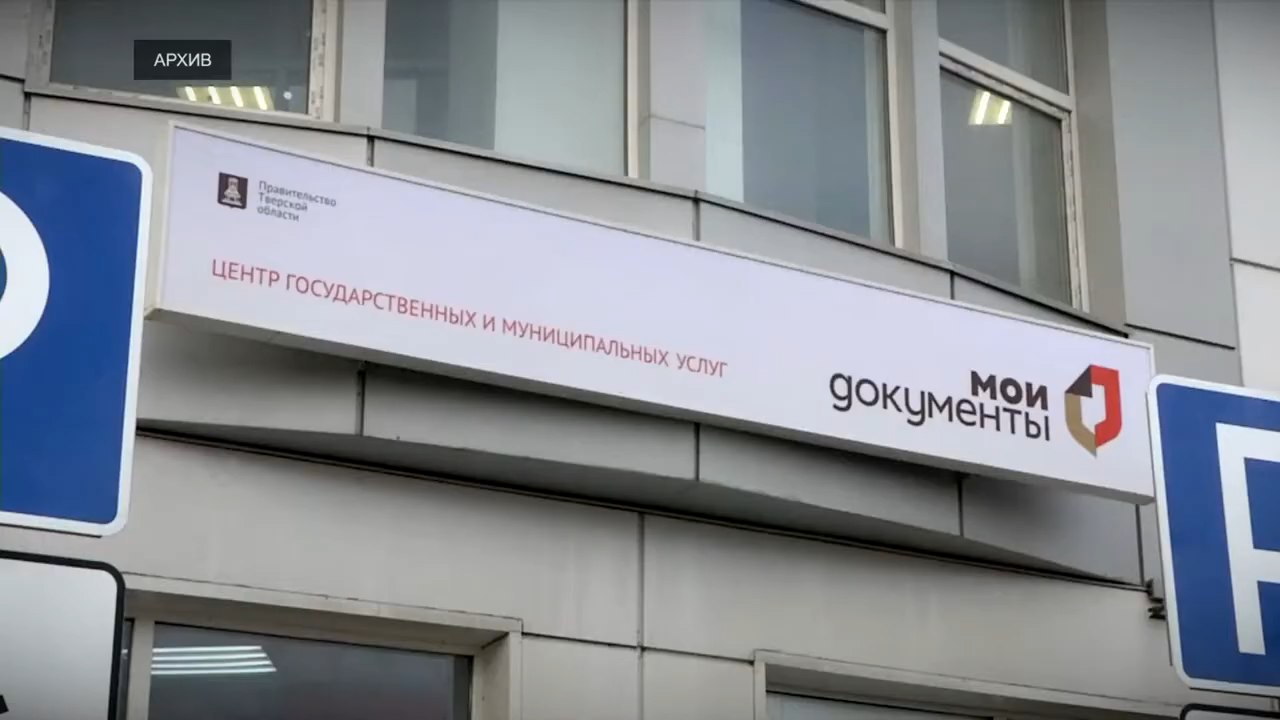 АРХИВ
Правительство
Тверской
области
ЦЕНТР ГОСУДАРСТВЕННЫХ И МУНИЦИПАЛЬНЫХ УСЛУГ
мои
документы
P